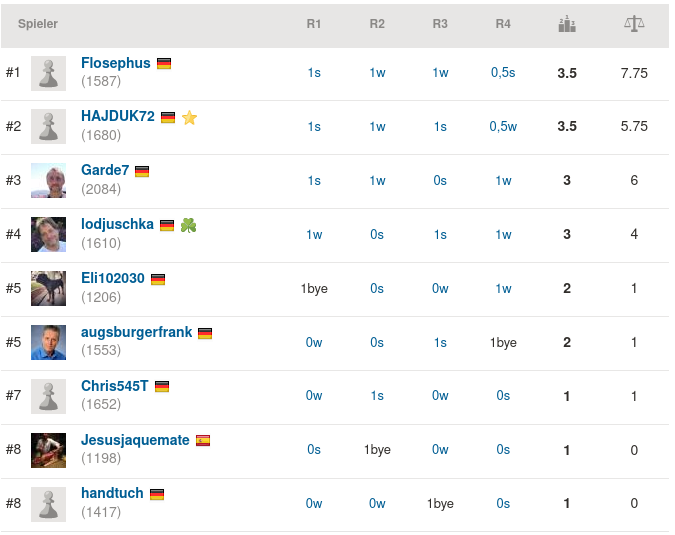 Spieler R1 R2 R3 R4
#1 Flosephus 1s 1w 1w 0,5s 3.5 7.75
(1587)
#2 HAJDUK72 1s 1w 1s 0,5w 3.5 5.75
(1680)
#3 Garde7 1s 1w 0s 1w 3 6
(2084)
#4 lodjuschka 1w 0s 1s 1w 3 4
(1610)
#5 Eli102030 1bye 0s 0w 1w 2 1
(1206)
#5 augsburgerfrank 0w 0s 1s 1bye 2 1
(1553)
#7 Chris545T 0w 1s 0w 0s 1 1
(1652)
#8 Jesusjaquemate 0s 1bye 0w 0s 1 0
(1198)
#8 handtuch 0w 0w 1bye 0s 1 0
(1417)